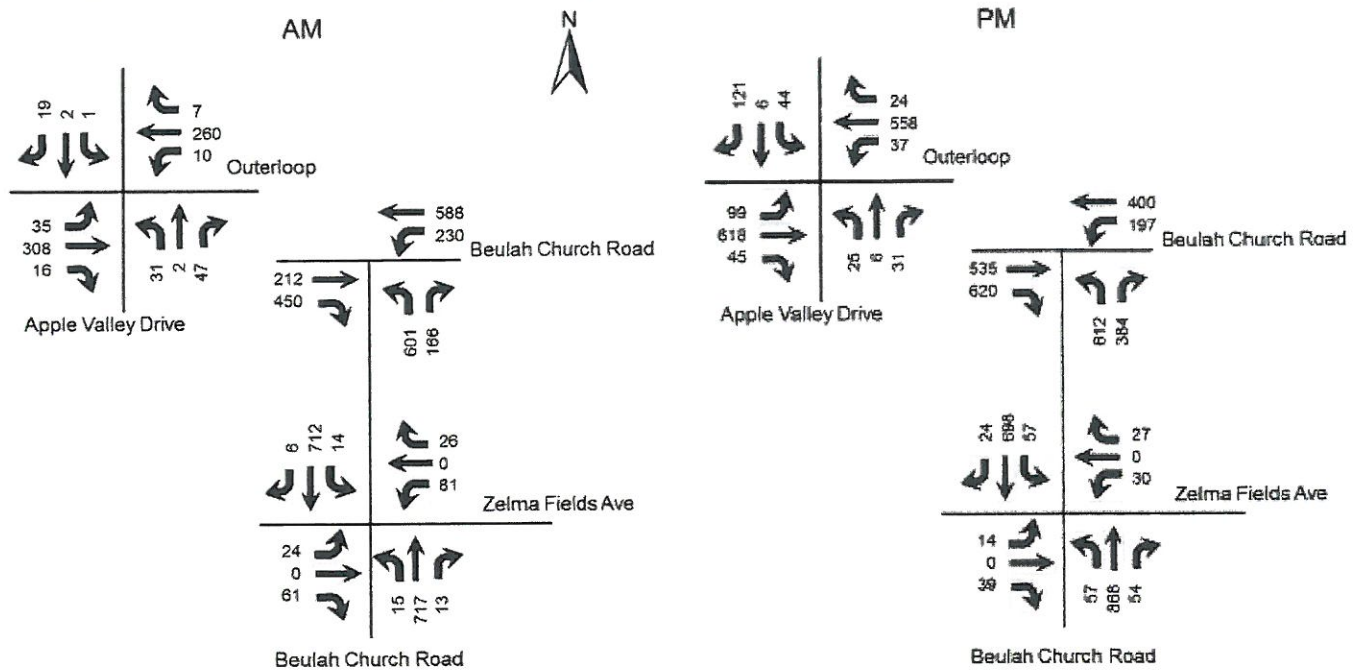 AM
N
PM
19 2 1
7
260
10
Outerloop
35
308
16
31 2 47
Apple Valley Drive
588
230
Beulah Church Road
212
450
601 166
6 712 14
26
0
81
Zelma Fields Ave
24
0
61
15 717 13
Beulah Church Road
121 6 44
24
558
37
Outerloop
99
618
45
25 6 31
Apple Valley Drive
400
197
Beulah Church Road
535
620
612 384
24 698 57
27
0
30
Zelma Fields Ave
14
0
39
57 868 54
Beulah Church Road